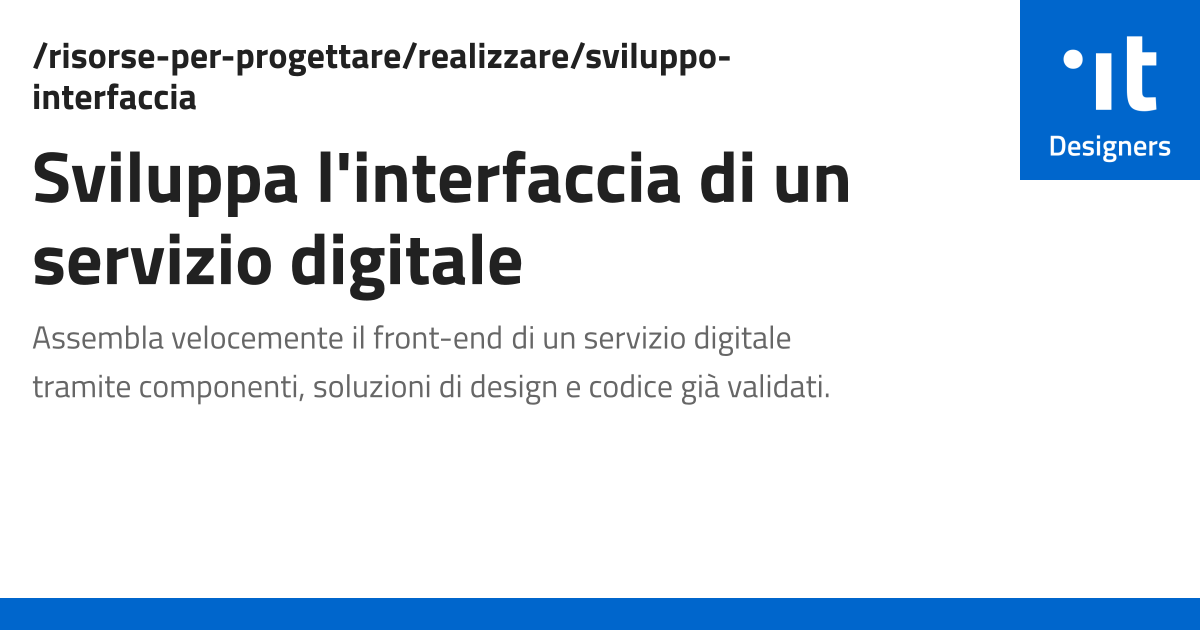 /risorse-per-progettare/realizzare/sviluppo-
interfaccia
Sviluppa l'interfaccia di un
servizio digitale
Assembla velocemente il front-end di un servizio digitale
tramite componenti, soluzioni di design e codice già validati.
it
Designers